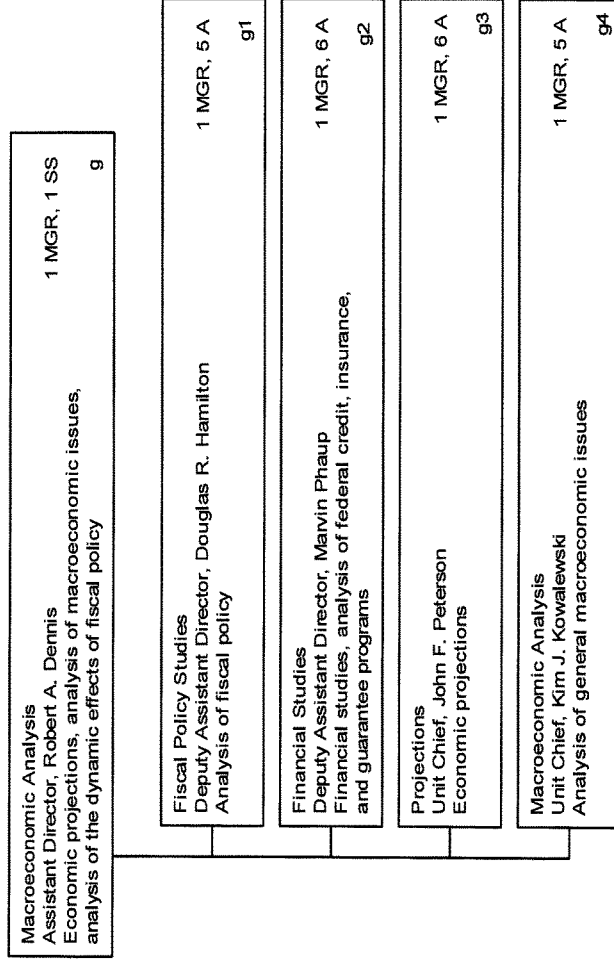 Macroeconomic Analysis
Assistant Director, Robert A. Dennis
Economic projections, analysis of macroeconomic issues,
analysis of the dynamic effects of fiscal policy
1 MGR, 1 SS
g
Fiscal Policy Studies
Deputy Assistant Director, Douglas R. Hamilton
Analysis of fiscal policy
1 MGR, 5 A
g1
Financial Studies
Deputy Assistant Director, Marvin Phaup
Financial studies, analysis of federal credit, insurance,
and guarantee programs
1 MGR, 6 A
g2
Projections
Unit Chief, John F. Peterson
Economic projections
1 MGR, 6 A
g3
Macroeconomic Analysis
Unit Chief, Kim J. Kowalewski
Analysis of general macroeconomic issues
1 MGR, 5 A
g4